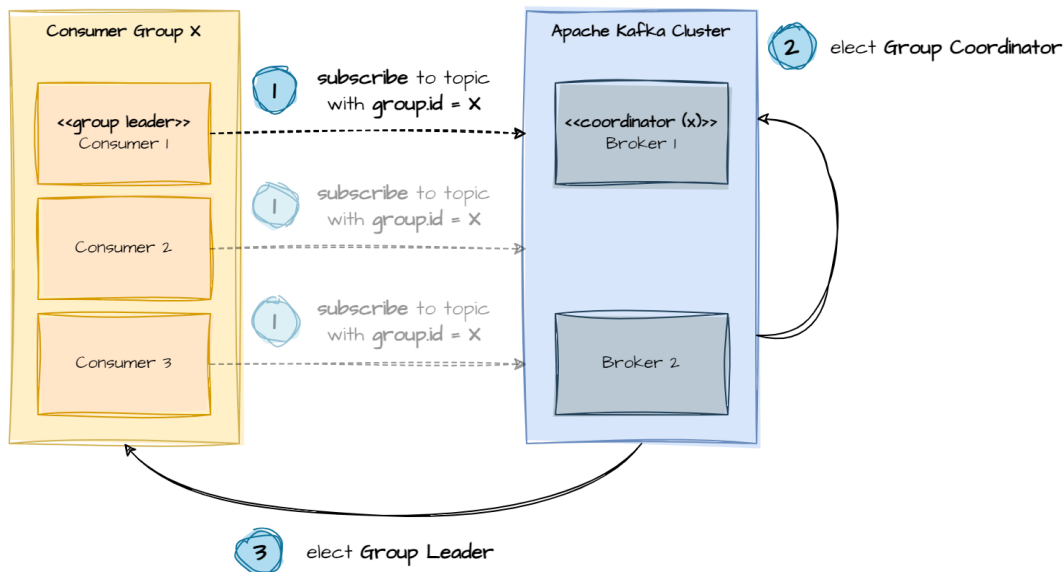 Consumer Group X
<<group leader>>
Consumer 1
Consumer 2
Consumer 3
1
subscribe to topic
with group.id = X
1
subscribe to topic
with group.id = X
1
subscribe to topic
with group.id = X
Apache Kafka Cluster
<<coordinator (x)>>
Broker 1
Broker 2
2 elect Group Coordinator
3 elect Group Leader